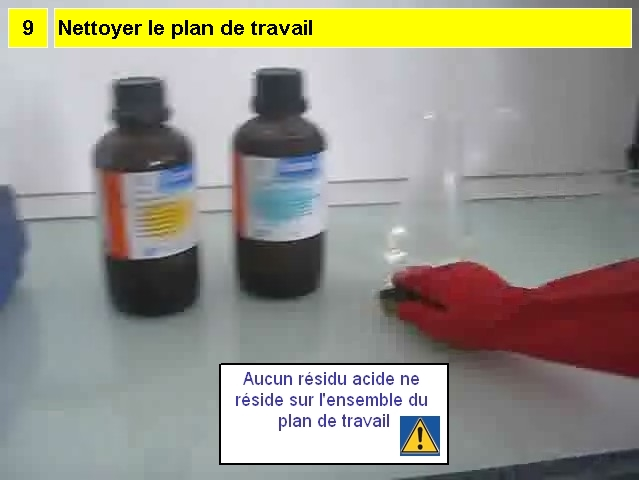 9 Nettoyer le plan de travail
Aucun résidu acide ne
réside sur l'ensemble du
plan de travail